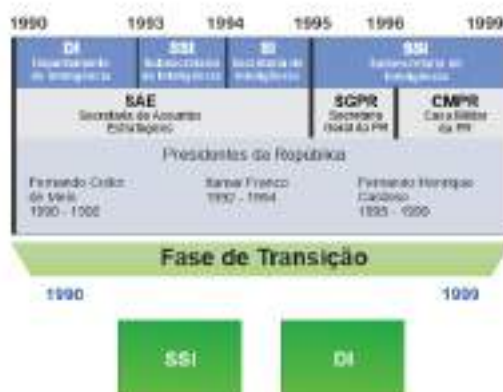 1990 1993 1994 1995 1996 1999
DI SSI SI SSI
Departamento Subsecretaria Secretaria de Subsecretaria de
de Inteligência de Inteligência Inteligência Inteligência
SAE SGPR CMPR
Secretaria de Assuntos Secretaria Casa Militar
Estratégicos Geral da PR da PR
Presidentes da República
Fernando Collor Itamar Franco Fernando Henrique
de Melo 1992 - 1994 Cardoso
1990 - 1995 -
Fase de Transição
1990 1999
SSI DI